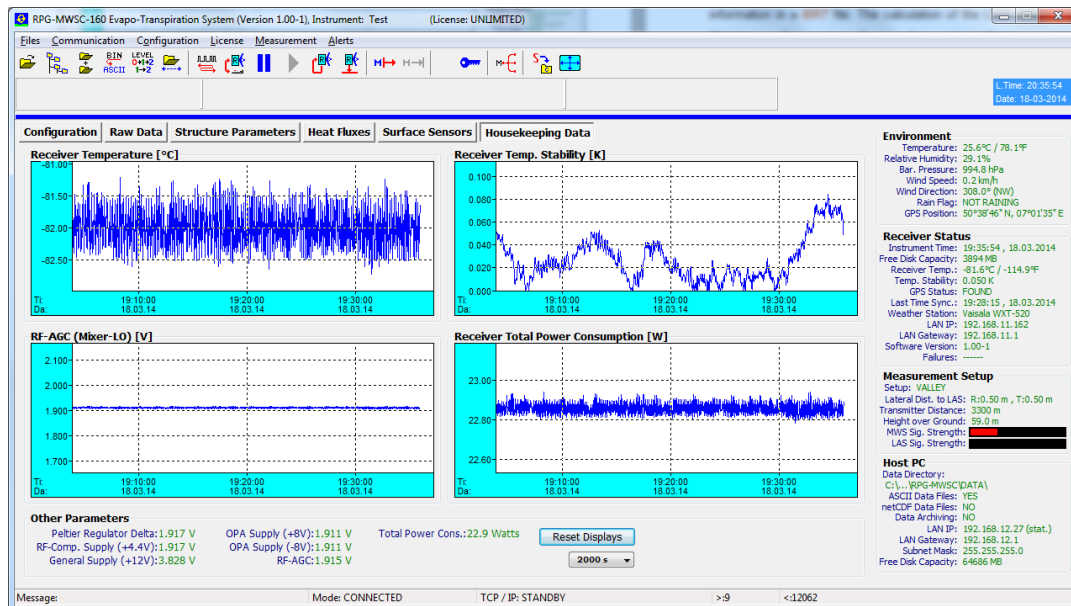 RPG-MWSC-160 Evapo-Transpiration System (Version 1.00-1), Instrument: Test (License: UNLIMITED)
Files Communication Configuration License Measurement Alerts
BIN ASCII
LEVEL 0+1+2 1→2
L.Time: 20:35:54
Date: 18-03-2014
Configuration Raw Data Structure Parameters Heat Fluxes Surface Sensors Housekeeping Data
Receiver Temperature [°C]
-81.00
-81.50
-82.00
-82.50
Ti: 19:10:00 19:20:00 19:30:00
Da: 18.03.14 18.03.14 18.03.14
Receiver Temp. Stability [K]
0.100
0.080
0.060
0.040
0.020
0.000
Ti: 19:10:00 19:20:00 19:30:00
Da: 18.03.14 18.03.14 18.03.14
RF-AGC (Mixer-LO) [V]
2.100
2.000
1.900
1.800
1.700
Ti: 19:10:00 19:20:00 19:30:00
Da: 18.03.14 18.03.14 18.03.14
Receiver Total Power Consumption [W]
23.00
22.80
22.60
Ti: 19:10:00 19:20:00 19:30:00
Da: 18.03.14 18.03.14 18.03.14
Other Parameters
Peltier Regulator Delta: 1.917 V OPA Supply (+8V): 1.911 V Total Power Cons.: 22.9 Watts
RF-Comp. Supply (+4.4V): 1.917 V OPA Supply (-8V): 1.911 V
General Supply (+12V): 3.828 V RF-AGC: 1.915 V
Reset Displays
2000 s
Environment
Temperature: 25.6°C / 78.1°F
Relative Humidity: 29.1%
Bar. Pressure: 994.8 hPa
Wind Speed: 0.2 km/h
Wind Direction: 308.0° (NW)
Rain Flag: NOT RAINING
GPS Position: 50°38'46" N, 07°01'35" E
Receiver Status
Instrument Time: 19:35:54 , 18.03.2014
Free Disk Capacity: 3894 MB
Receiver Temp.: -81.6°C / -114.9°F
Temp. Stability: 0.050 K
GPS Status: FOUND
Last Time Sync.: 19:28:15 , 18.03.2014
Weather Station: Vaisala WXT-520
LAN IP: 192.168.11.162
LAN Gateway: 192.168.11.1
Software Version: 1.00-1
Failures: ------
Measurement Setup
Setup: VALLEY
Lateral Dist. to LAS: R:0.50 m , T:0.50 m
Transmitter Distance: 3300 m
Height over Ground: 59.0 m
MWS Sig. Strength:
LAS Sig. Strength:
Host PC
Data Directory:
C:\...\RPG-MWSC\DATA\
ASCII Data Files: YES
netCDF Data Files: NO
Data Archiving: NO
LAN IP: 192.168.12.27 (stat.)
LAN Gateway: 192.168.12.1
Subnet Mask: 255.255.255.0
Free Disk Capacity: 64686 MB
Message: Mode: CONNECTED TCP / IP: STANDBY >:9 <:12062